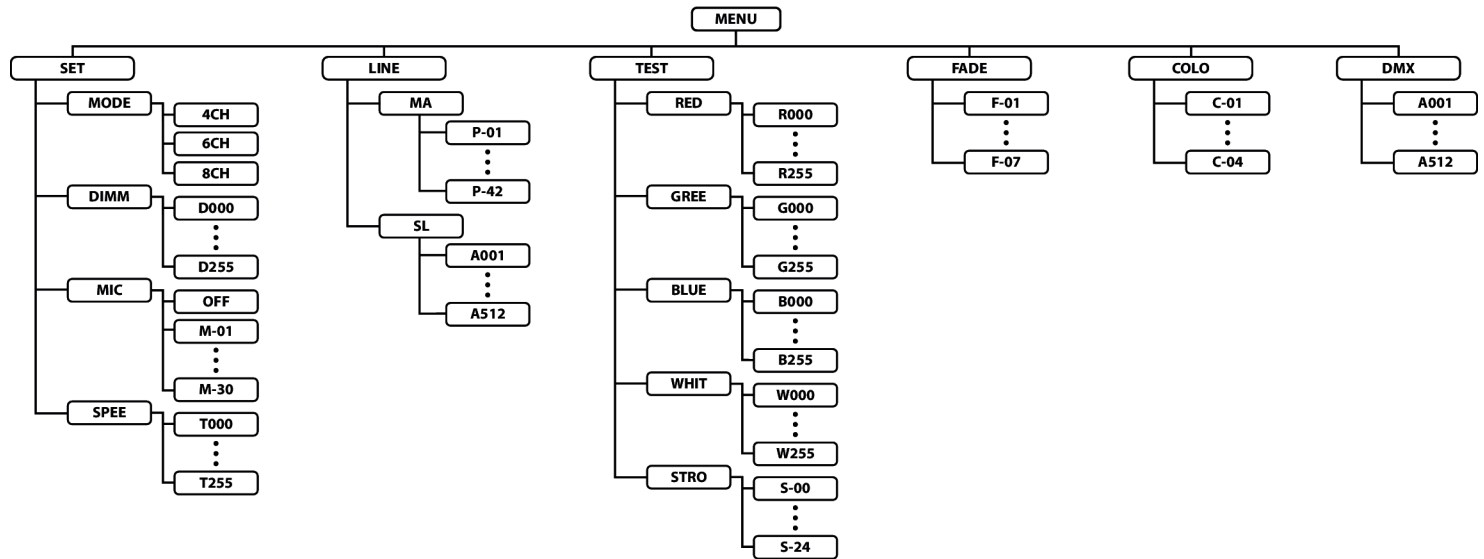 MENU
SET
MODE
4CH
6CH
8CH
DIMM
D000
D255
MIC
OFF
M-01
M-30
SPEE
T000
T255
LINE
MA
P-01
P-42
SL
A001
A512
TEST
RED
R000
R255
GREE
G000
G255
BLUE
B000
B255
WHIT
W000
W255
STRO
S-00
S-24
FADE
F-01
F-07
COLO
C-01
C-04
DMX
A001
A512